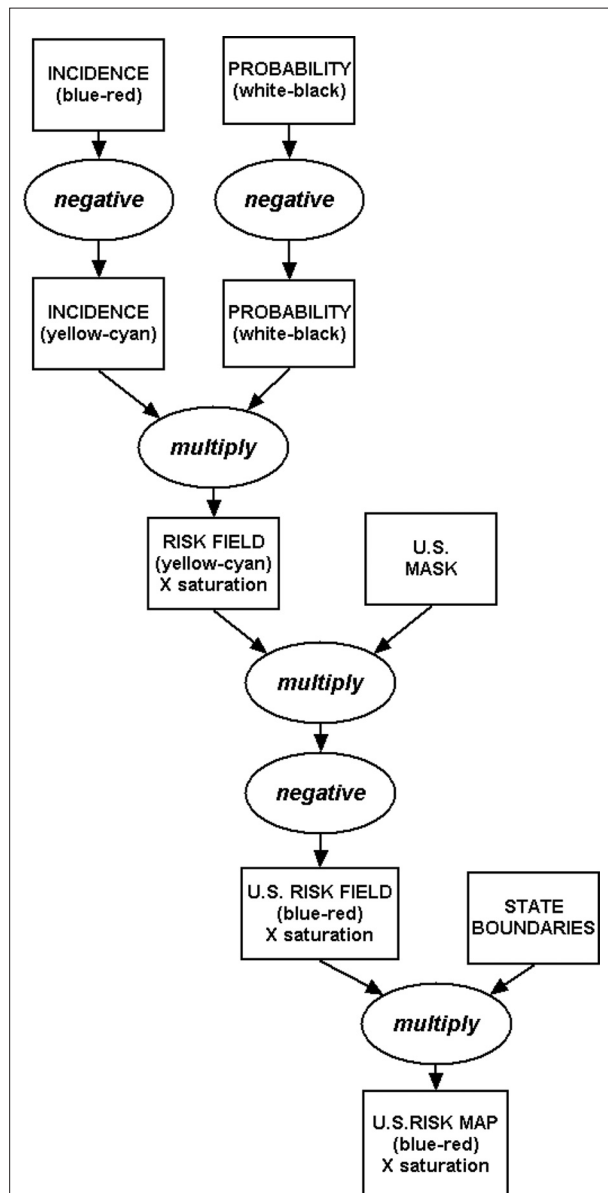 INCIDENCE
(blue-red)
PROBABILITY
(white-black)
negative
negative
INCIDENCE
(yellow-cyan)
PROBABILITY
(white-black)
multiply
RISK FIELD
(yellow-cyan)
X saturation
U.S.
MASK
multiply
negative
U.S. RISK FIELD
(blue-red)
X saturation
STATE
BOUNDARIES
multiply
U.S.RISK MAP
(blue-red)
X saturation